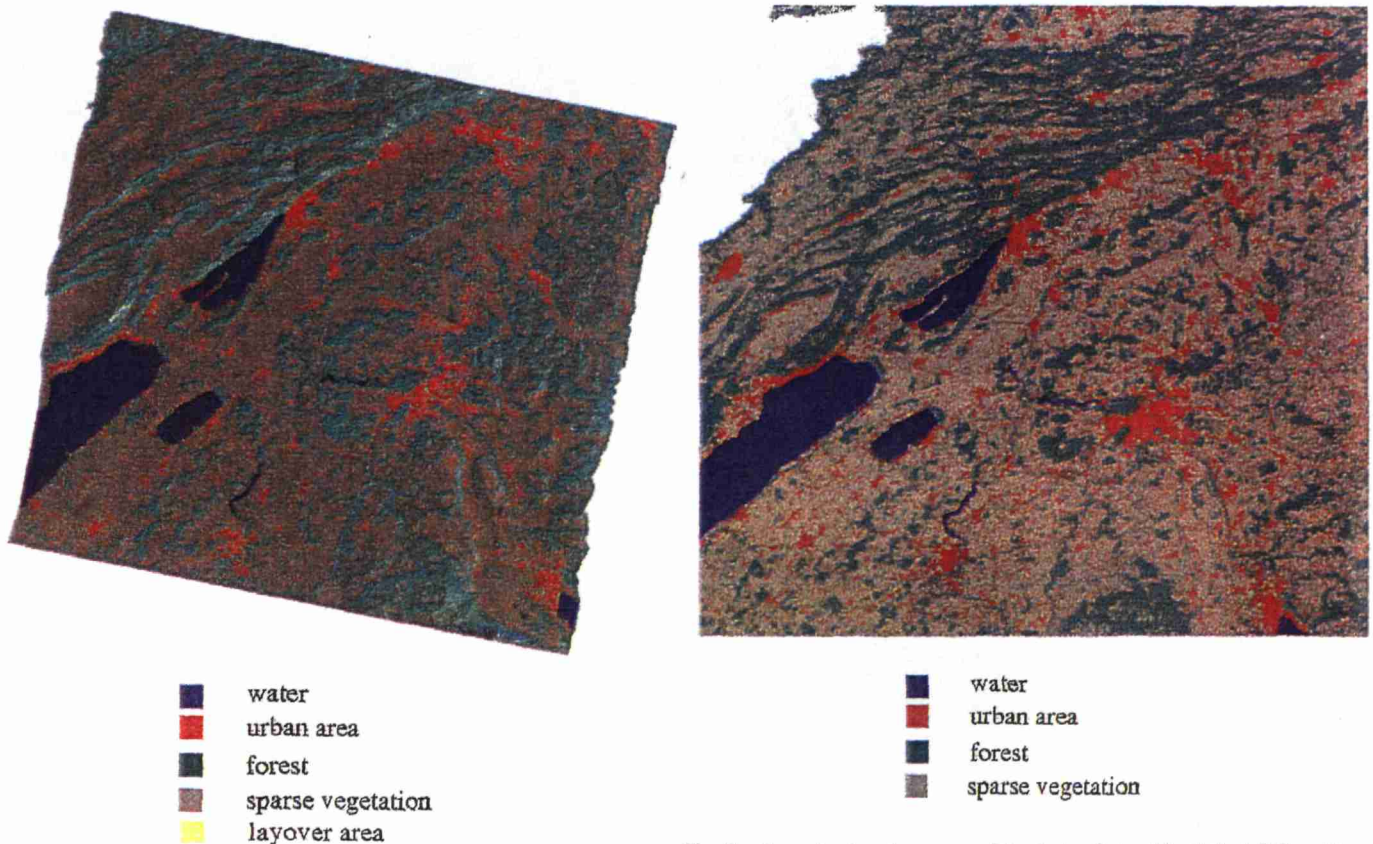 water
urban area
forest
sparse vegetation
layover area
water
urban area
forest
sparse vegetation